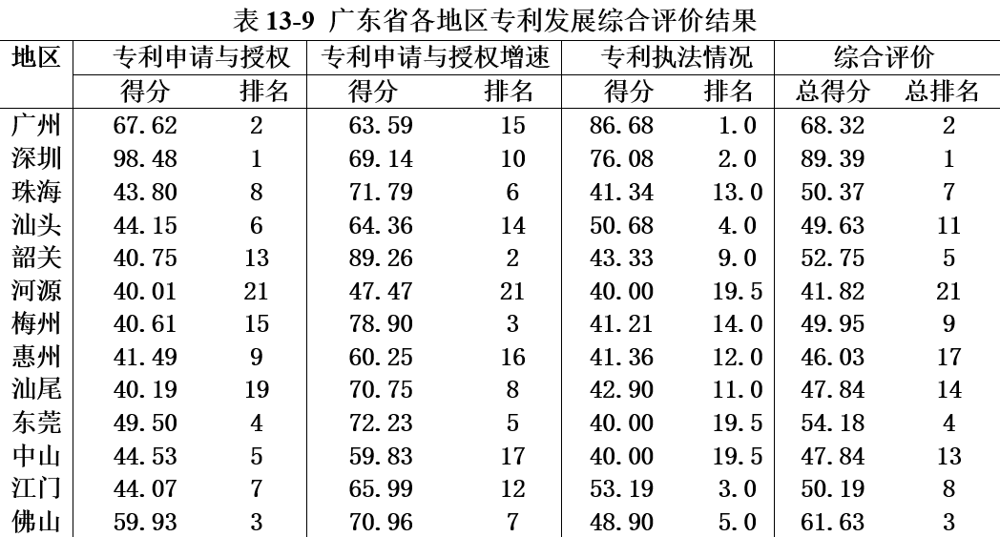 表 13-9 广东省各地区专利发展综合评价结果
地区 专利申请与授权 专利申请与授权增速 专利执法情况 综合评价
得分 排名 得分 排名 得分 排名 总得分 总排名
广州 67.62 2 63.59 15 86.68 1.0 68.32 2
深圳 98.48 1 69.14 10 76.08 2.0 89.39 1
珠海 43.80 8 71.79 6 41.34 13.0 50.37 7
汕头 44.15 6 64.36 14 50.68 4.0 49.63 11
韶关 40.75 13 89.26 2 43.33 9.0 52.75 5
河源 40.01 21 47.47 21 40.00 19.5 41.82 21
梅州 40.61 15 78.90 3 41.21 14.0 49.95 9
惠州 41.49 9 60.25 16 41.36 12.0 46.03 17
汕尾 40.19 19 70.75 8 42.90 11.0 47.84 14
东莞 49.50 4 72.23 5 40.00 19.5 54.18 4
中山 44.53 5 59.83 17 40.00 19.5 47.84 13
江门 44.07 7 65.99 12 53.19 3.0 50.19 8
佛山 59.93 3 70.96 7 48.90 5.0 61.63 3